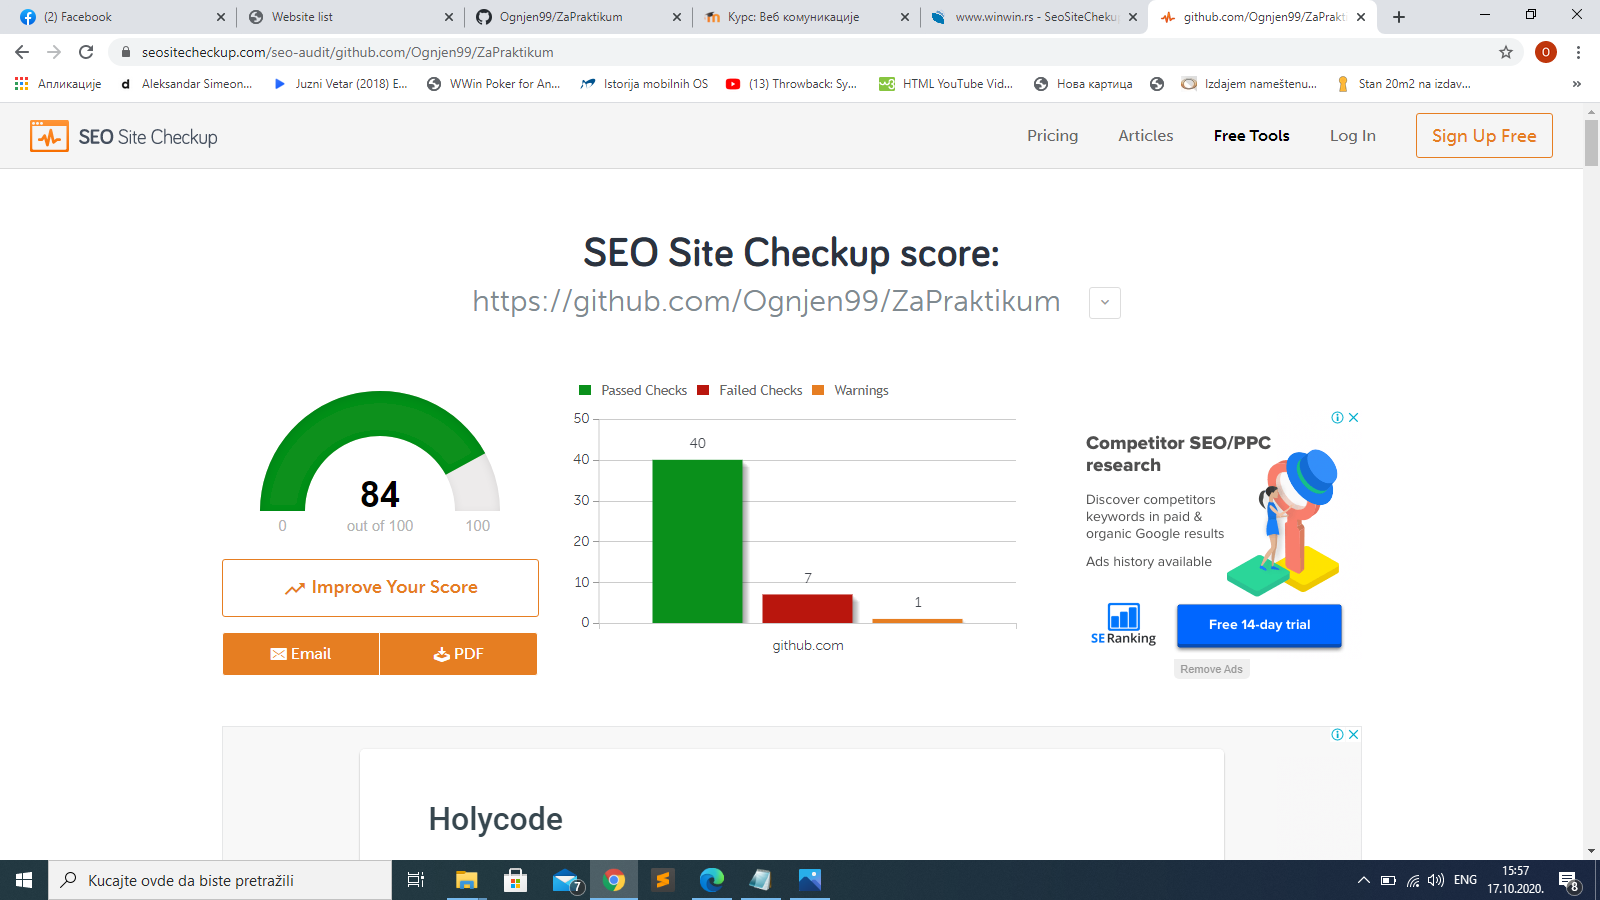 (2) Facebook
Website list
Ognjen99/ZaPraktikum
Курс: Веб комуникације
www.winwin.rs - SeoSiteCheku
github.com/Ognjen99/ZaPrakt
seositecheckup.com/seo-audit/github.com/Ognjen99/ZaPraktikum
O
Апликације
d Aleksandar Simeon...
Juzni Vetar (2018) E...
WWin Poker for An...
Istorija mobilnih OS
(13) Throwback: Sy...
HTML YouTube Vid...
Нова картица
Izdajem nameštenu...
Stan 20m2 na izdav...
»
SEO Site Checkup
Pricing
Articles
Free Tools
Log In
Sign Up Free
SEO Site Checkup score:
https://github.com/Ognjen99/ZaPraktikum
84
0
out of 100
100
Improve Your Score
Email
PDF
Passed Checks
Failed Checks
Warnings
50
40
30
20
10
0
40
7
1
github.com
Competitor SEO/PPC
research
Discover competitors
keywords in paid &
organic Google results
Ads history available
SE Ranking
Free 14-day trial
Remove Ads
Holycode
Kucajte ovde da biste pretražili
7
ENG
15:57
17.10.2020.
8